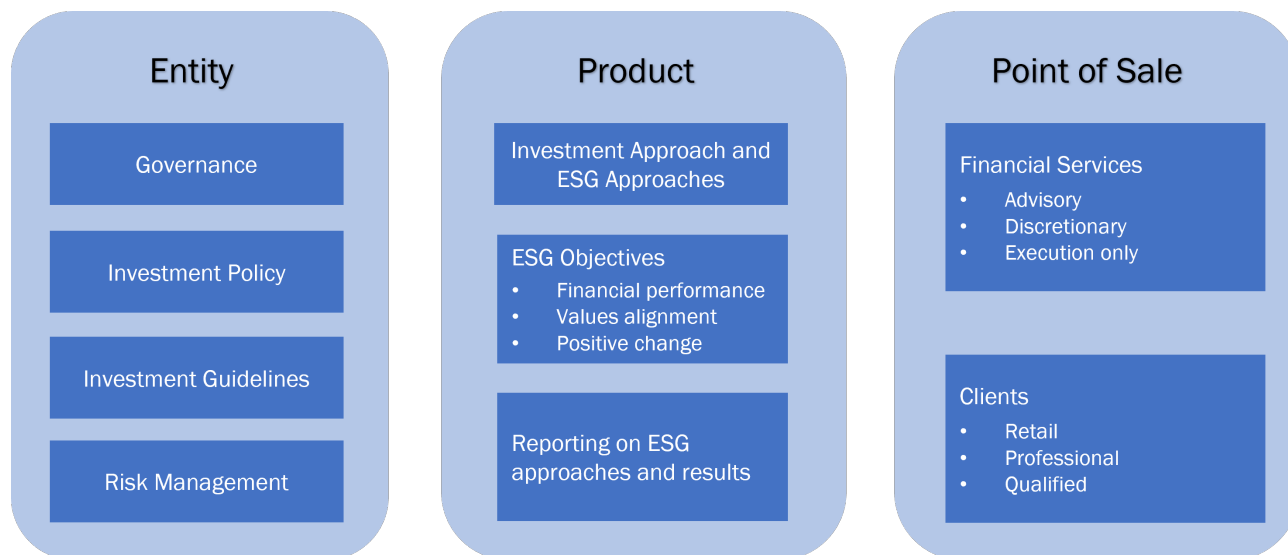 Entity
Governance
Investment Policy
Investment Guidelines
Risk Management
Product
Investment Approach and
ESG Approaches
ESG Objectives
• Financial performance
• Values alignment
• Positive change
Reporting on ESG
approaches and results
Point of Sale
Financial Services
• Advisory
• Discretionary
• Execution only
Clients
• Retail
• Professional
• Qualified